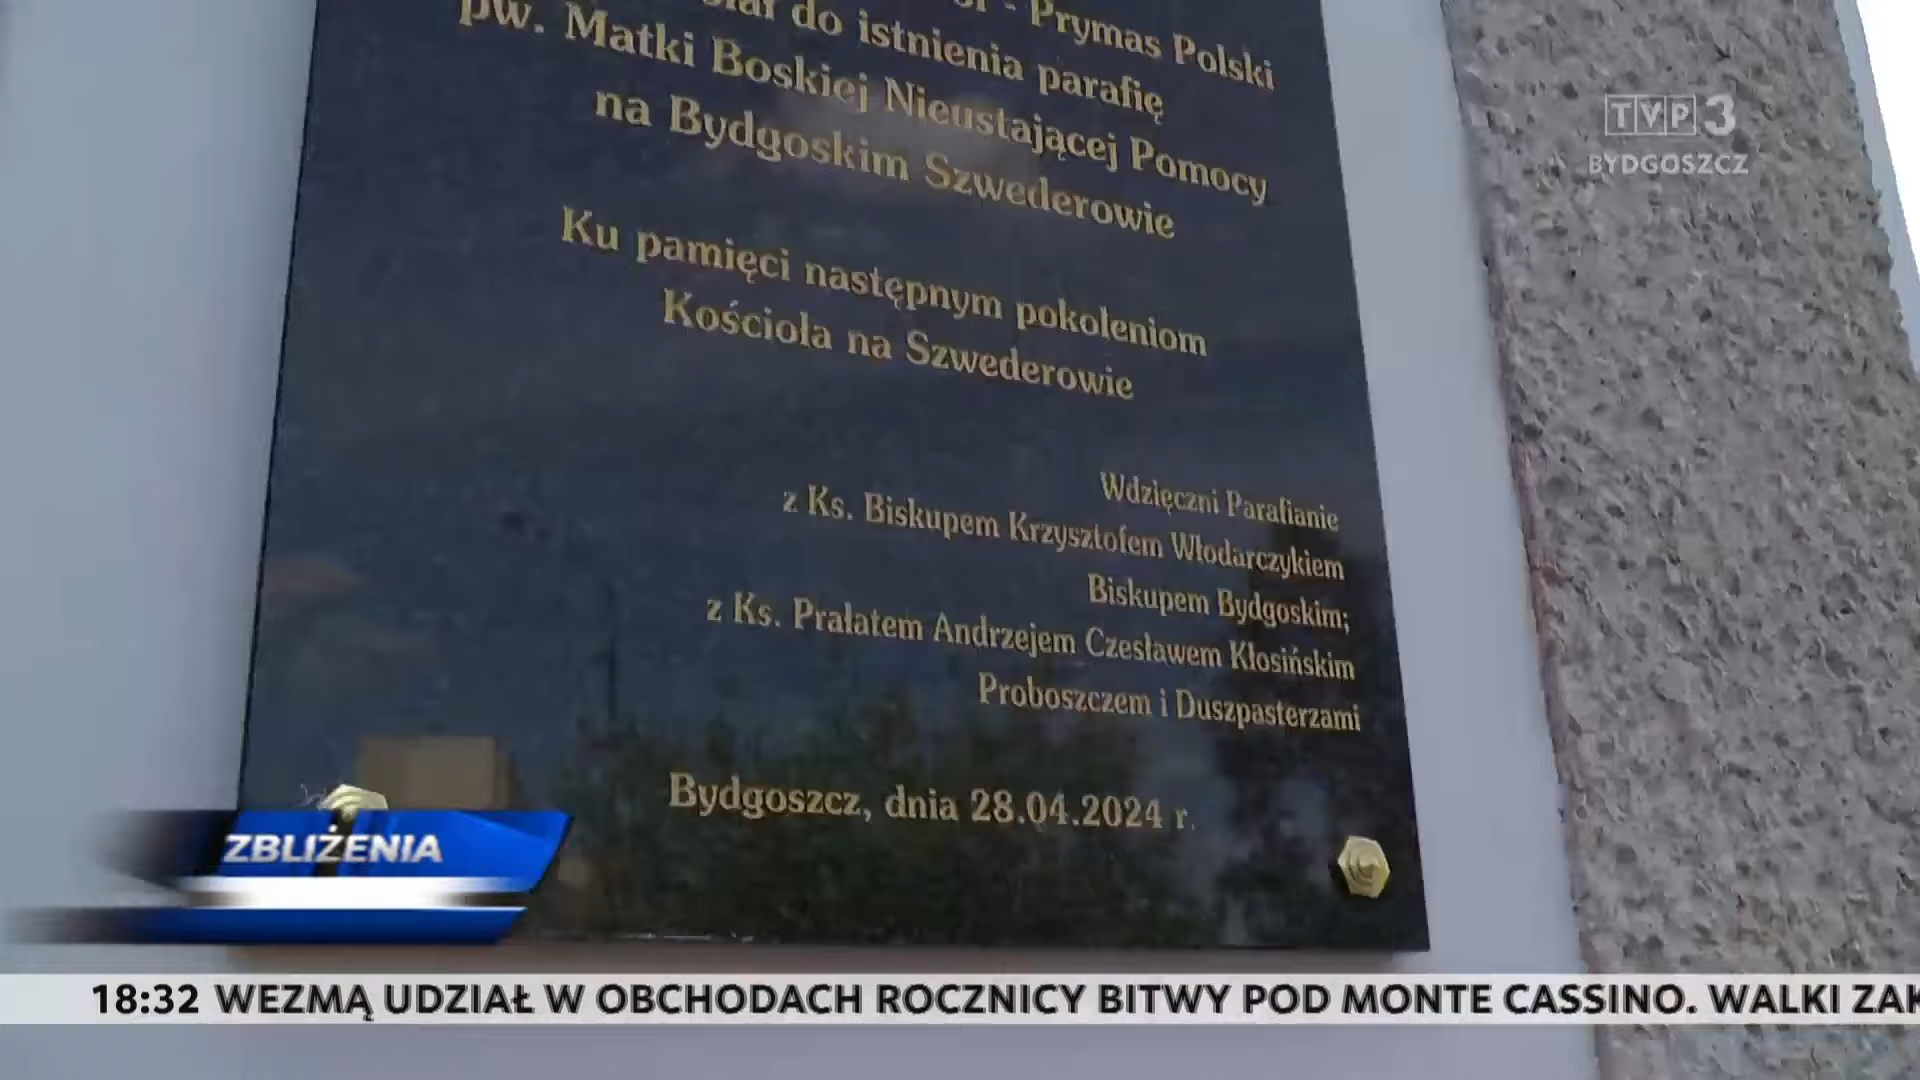 - Prymas Polski
do istnienia parafię
pw. Matki Boskiej Nieustającej Pomocy
na Bydgoskim Szwederowie
Ku pamięci następnym pokoleniom
Kościoła na Szwederowie
Wdzięczni Parafianie
z Ks. Biskupem Krzysztofem Włodarczykiem
Biskupem Bydgoskim;
z Ks. Prałatem Andrzejem Czesławem Kłosińskim
Proboszczem i Duszpasterzami
Bydgoszcz, dnia 28.04.2024 r.
TVP3
BYDGOSZCZ
ZBLIŻENIA
18:32 WEZMĄ UDZIAŁ W OBCHODACH ROCZNICY BITWY POD MONTE CASSINO. WALKI ZAK